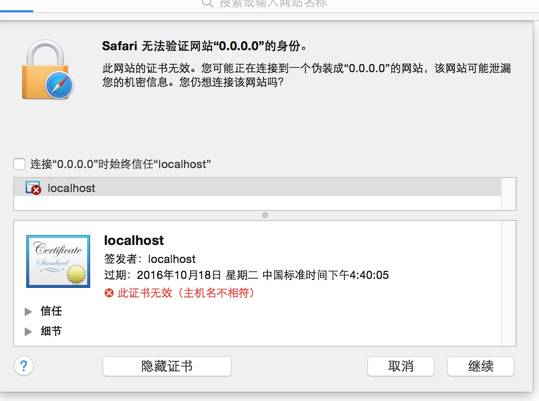 搜索或输入网站名称
Safari 无法验证网站“0.0.0.0”的身份。
此网站的证书无效。您可能正在连接到一个伪装成“0.0.0.0”的网站，该网站可能泄漏
您的机密信息。您仍想连接该网站吗？
连接“0.0.0.0”时始终信任“localhost”
localhost
Certificate
Standard
localhost
签发者：localhost
过期：2016年10月18日 星期二 中国标准时间下午4:40:05
此证书无效（主机名不相符）
信任
细节
?
隐藏证书
取消
继续